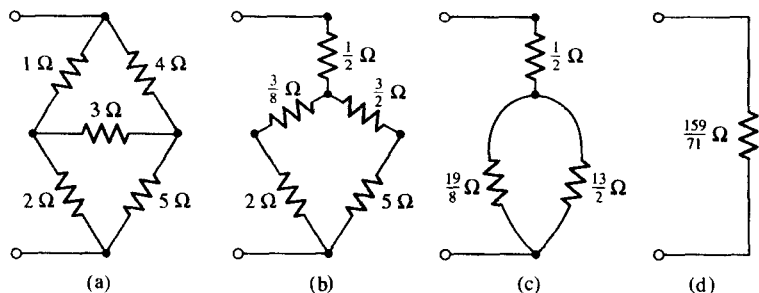 1 Ω
4 Ω
3 Ω
2 Ω
5 Ω
(a)
1/2 Ω
3/8 Ω
3/2 Ω
2 Ω
5 Ω
(b)
1/2 Ω
19/8 Ω
13/2 Ω
(c)
159/71 Ω
(d)